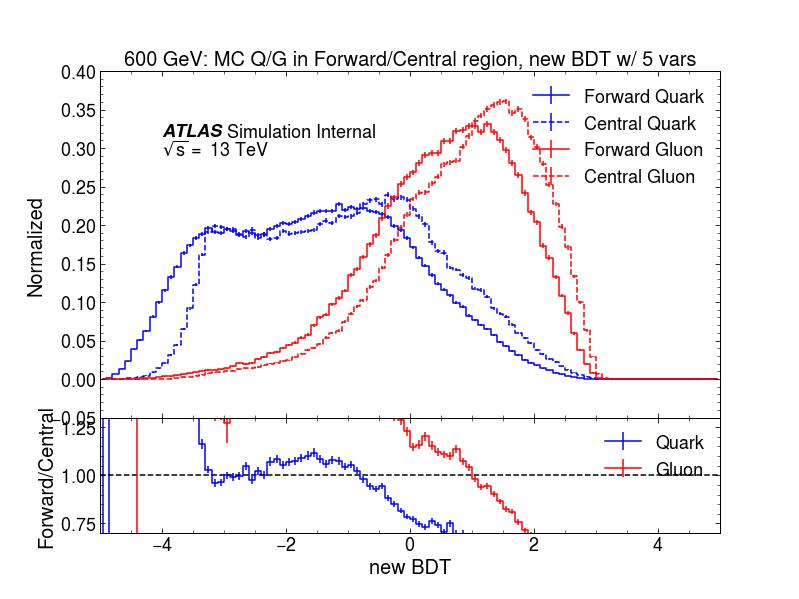 600 GeV: MC Q/G in Forward/Central region, new BDT w/ 5 vars
0.40
0.35
0.30
0.25
0.20
0.15
0.10
0.05
0.00
−0.05
Normalized
ATLAS Simulation Internal
√s = 13 TeV
Forward Quark
Central Quark
Forward Gluon
Central Gluon
1.25
1.00
0.75
Forward/Central
Quark
Gluon
−4
−2
0
2
4
new BDT